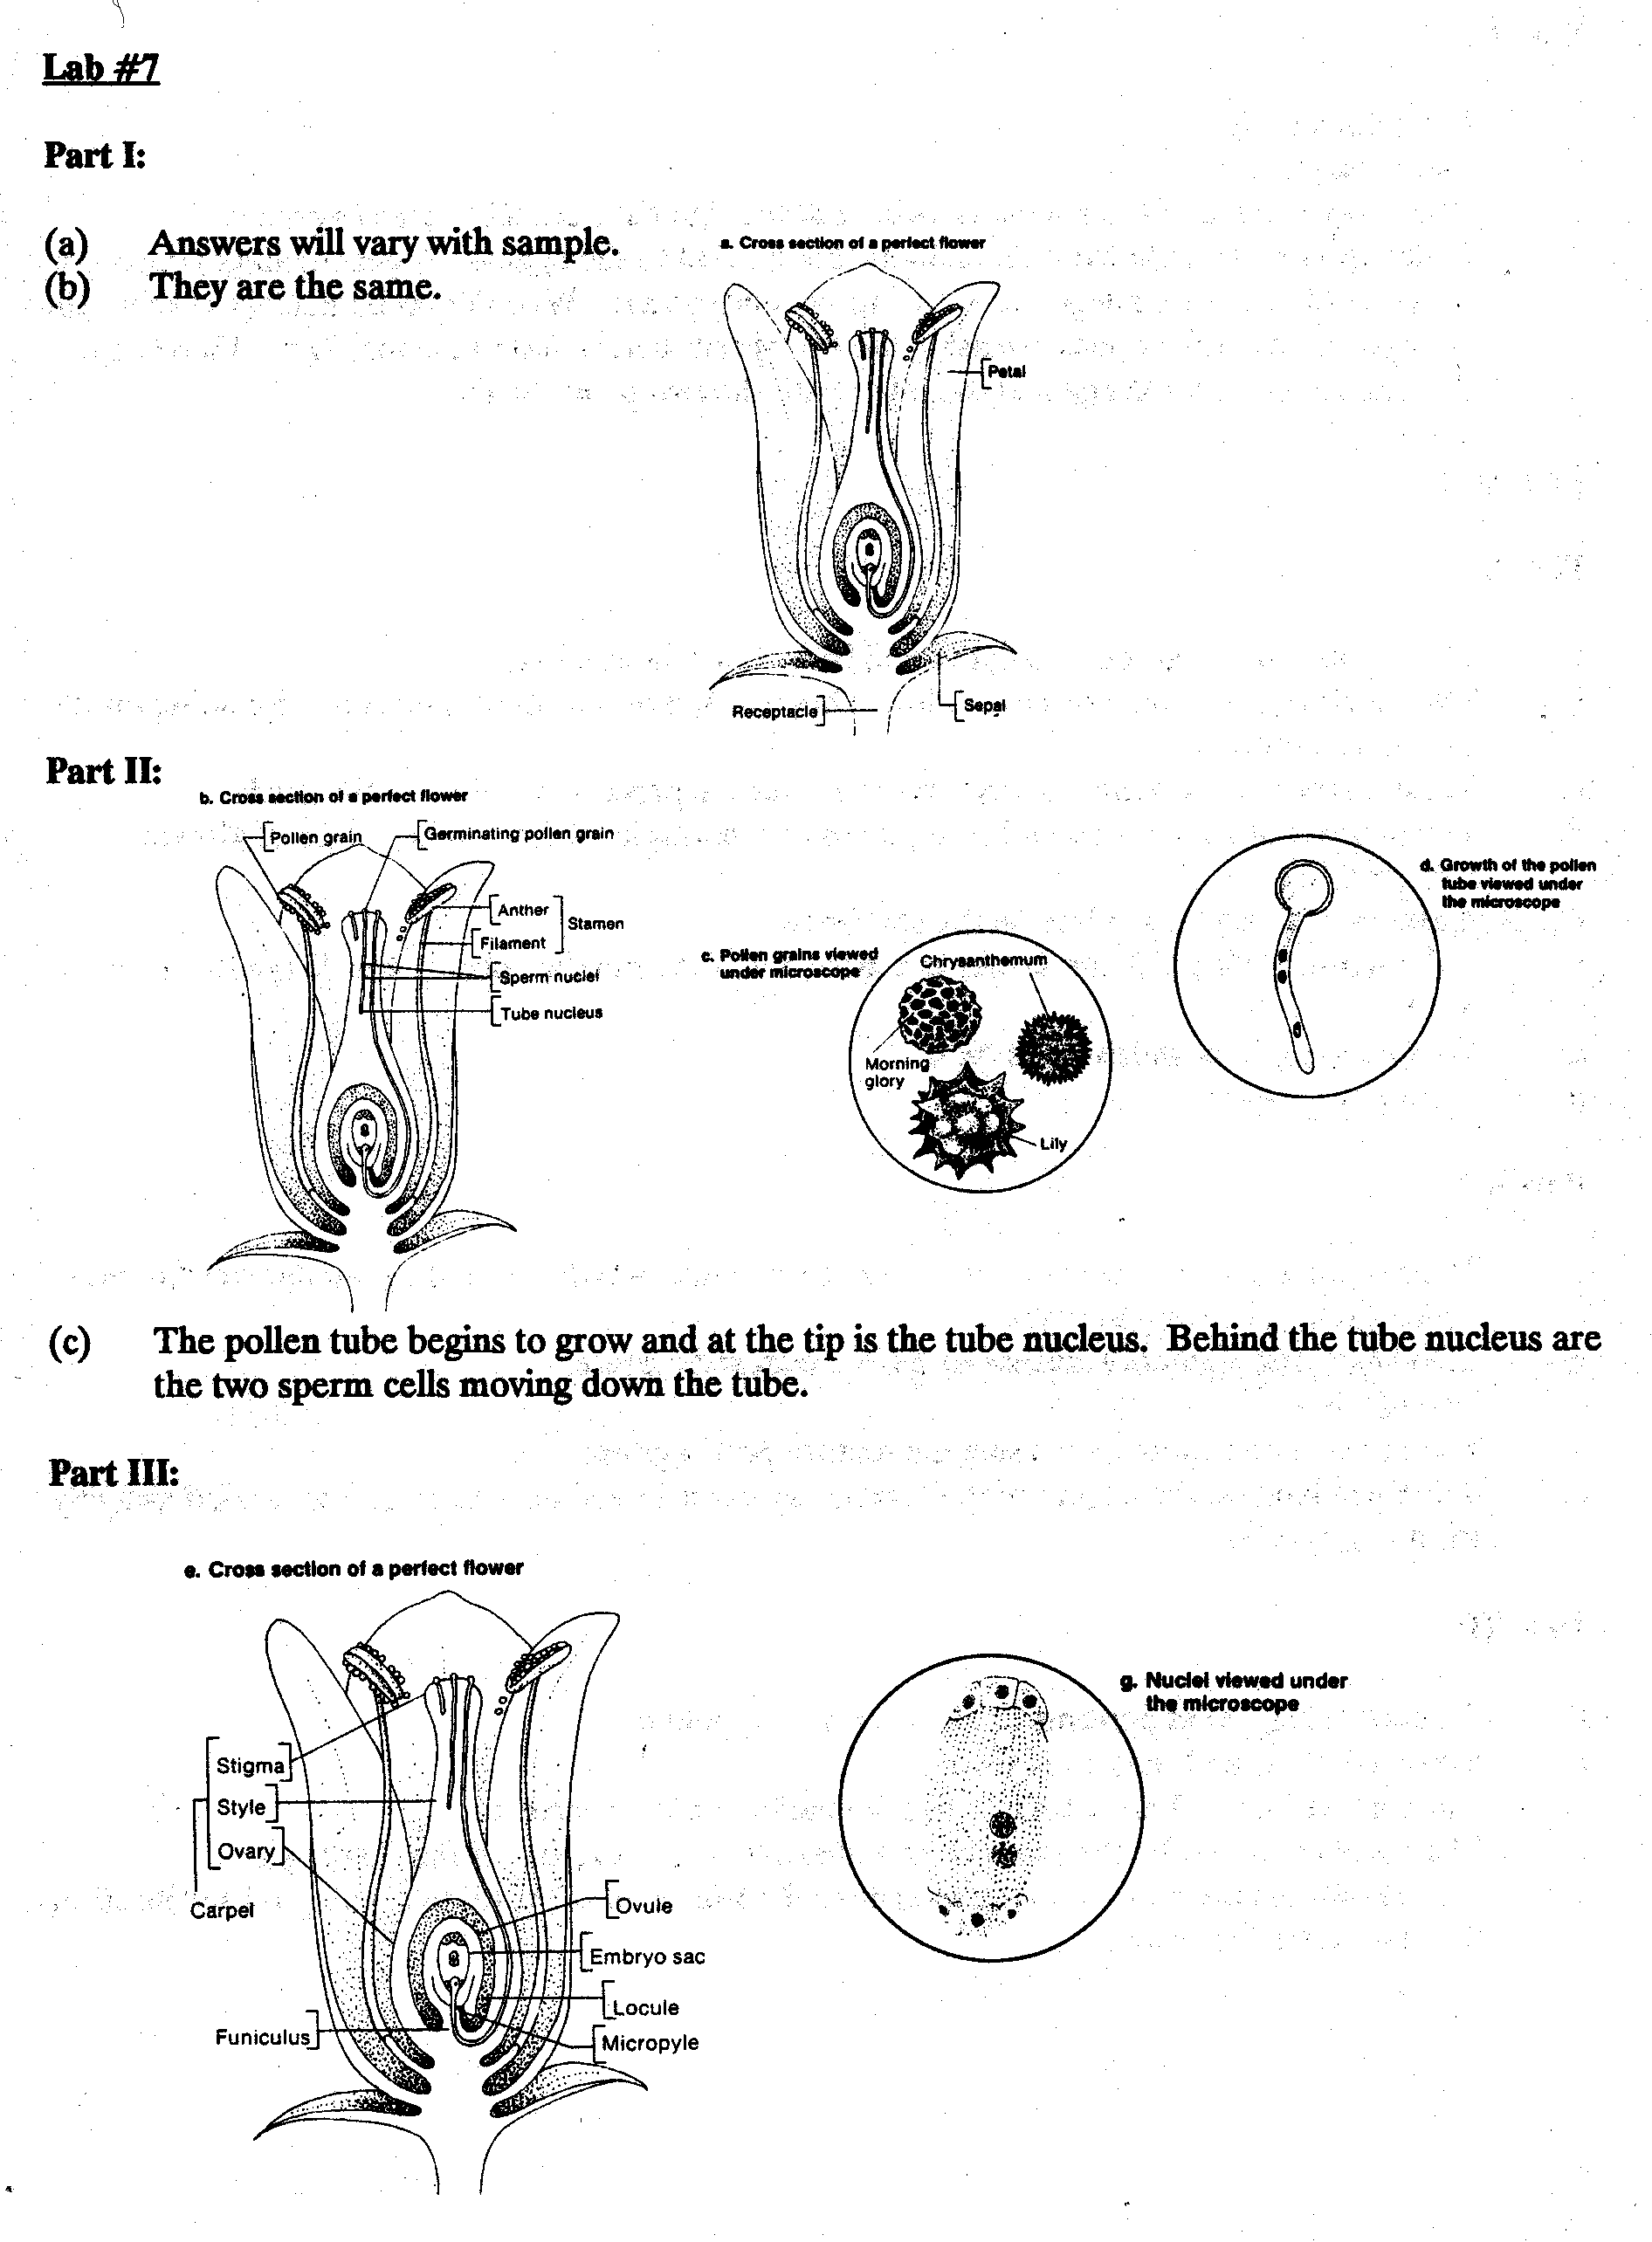 Lab #7
Part I:
(a) Answers will vary with sample.
(b) They are the same.
a. Cross section of a perfect flower
Petal
Receptacle
Sepal
Part II:
b. Cross section of a perfect flower
Pollen grain
Germinating pollen grain
Anther
Stamen
Filament
Sperm nuclei
Tube nucleus
c. Pollen grains viewed
under microscope
Chrysanthemum
Morning
glory
Lily
d. Growth of the pollen
tube viewed under
the microscope
(c) The pollen tube begins to grow and at the tip is the tube nucleus. Behind the tube nucleus are
the two sperm cells moving down the tube.
Part III:
e. Cross section of a perfect flower
Stigma
Style
Ovary
Carpel
Ovule
Embryo sac
Locule
Funiculus
Micropyle
g. Nuclei viewed under
the microscope